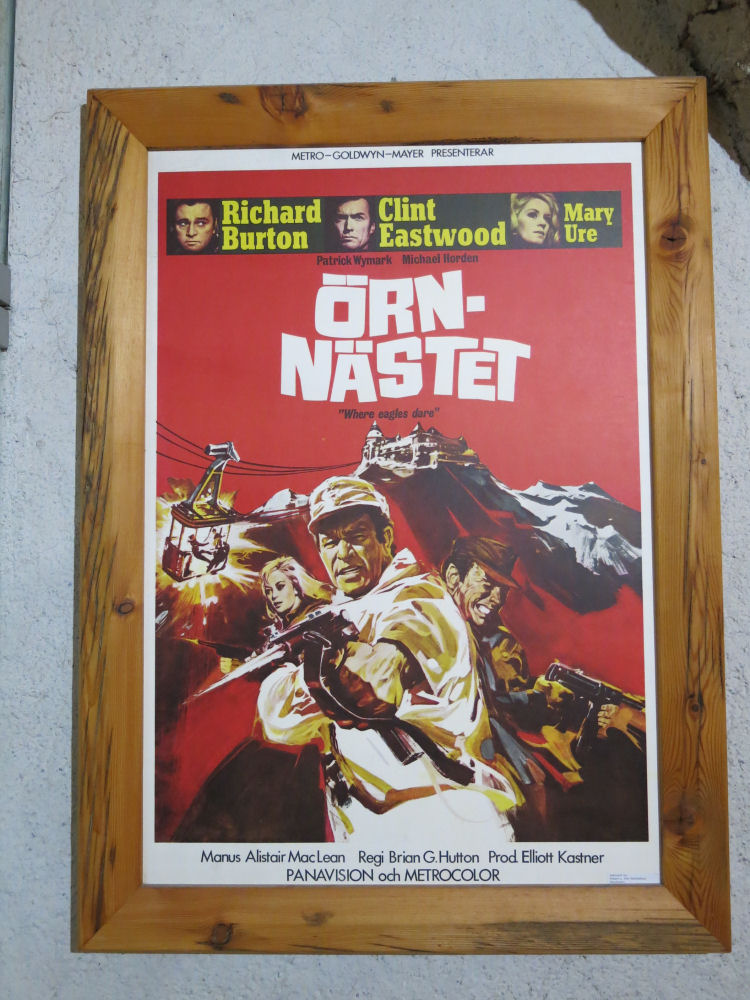 METRO-GOLDWYN-MAYER PRESENTERAR
Richard Burton
Clint Eastwood
Mary Ure
Patrick Wymark Michael Horden
ÖRN-
NÄSTET
"Where eagles dare"
Manus Alistair MacLean Regi Brian G. Hutton Prod. Elliott Kastner
PANAVISION och METROCOLOR